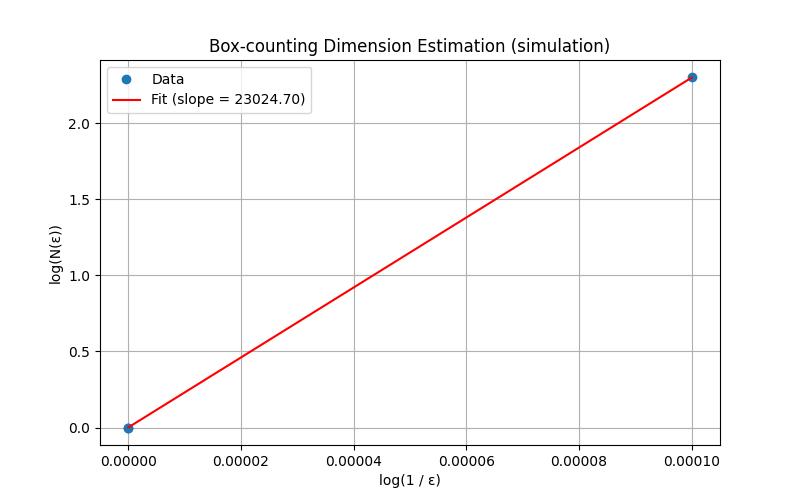 Box-counting Dimension Estimation (simulation)
Data
Fit (slope = 23024.70)
2.0
1.5
1.0
0.5
0.0
log(N(ε))
0.00000 0.00002 0.00004 0.00006 0.00008 0.00010
log(1 / ε)